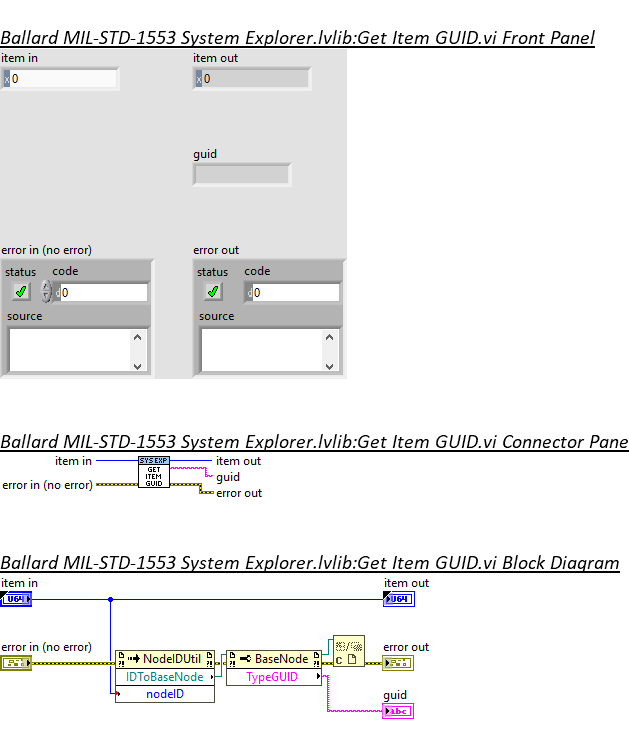 Ballard MIL-STD-1553 System Explorer.lvlib:Get Item GUID.vi Front Panel
item in
item out
x 0
x 0
guid
error in (no error)
error out
status code
status code
d 0
d 0
source
source
Ballard MIL-STD-1553 System Explorer.lvlib:Get Item GUID.vi Connector Pane
item in
SYS EXP
item out
GET
ITEM
GUID
guid
error in (no error)
error out
Ballard MIL-STD-1553 System Explorer.lvlib:Get Item GUID.vi Block Diagram
item in
item out
U64
U64
error in (no error)
error out
NodeIDUtil
BaseNode
IDToBaseNode
TypeGUID
nodeID
guid
abc